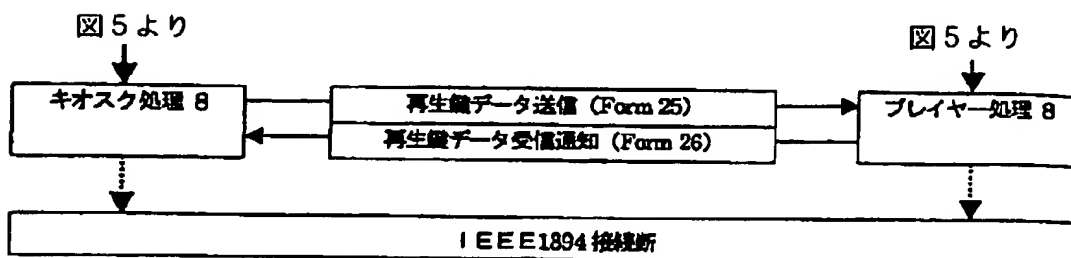 図5より
図5より
キオスク処理 8
再生鍵データ送信 (Form 25)
プレイヤー処理 8
再生鍵データ受信通知 (Form 26)
IEEE1894 接続断